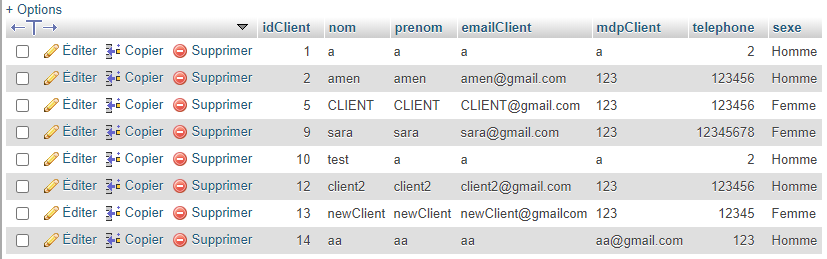 + Options
idClient nom prenom emailClient mdpClient telephone sexe
Éditer Copier Supprimer 1 a a a a 2 Homme
Éditer Copier Supprimer 2 amen amen amen@gmail.com 123 123456 Homme
Éditer Copier Supprimer 5 CLIENT CLIENT CLIENT@gmail.com 123 123456 Femme
Éditer Copier Supprimer 9 sara sara sara@gmail.com 123 12345678 Femme
Éditer Copier Supprimer 10 test a a a 2 Homme
Éditer Copier Supprimer 12 client2 client2 client2@gmail.com 123 123456 Homme
Éditer Copier Supprimer 13 newClient newClient newClient@gmailcom 123 12345 Femme
Éditer Copier Supprimer 14 aa aa aa aa@gmail.com 123 Homme